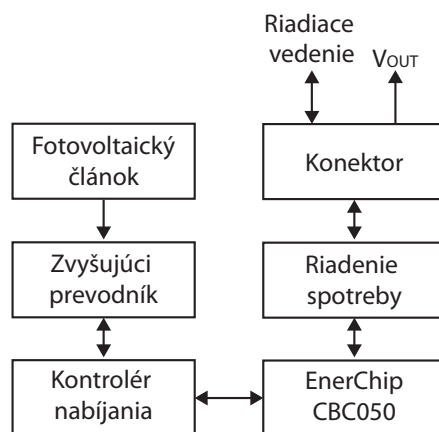 Riadiace
vedenie
VOUT
Fotovoltaický
článok
Konektor
Zvyšujúci
prevodník
Riadenie
spotreby
Kontrolér
nabíjania
EnerChip
CBC050